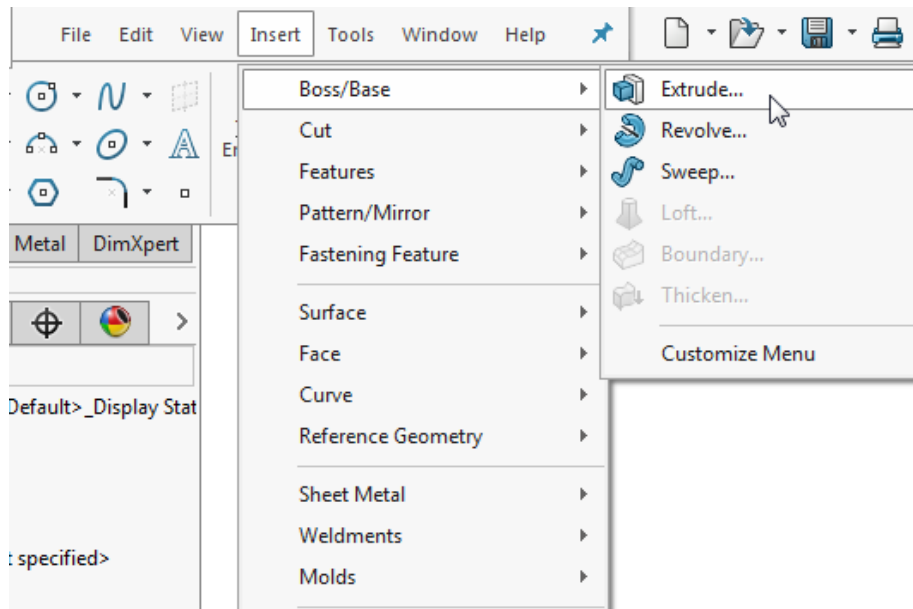 File Edit View Insert Tools Window Help
Boss/Base
Extrude...
Cut
Revolve...
Features
Sweep...
Pattern/Mirror
Loft...
Fastening Feature
Boundary...
Thicken...
Surface
Face
Customize Menu
Curve
Reference Geometry
Sheet Metal
Weldments
Molds
Er
Metal DimXpert
Default>_Display Stat
t specified>